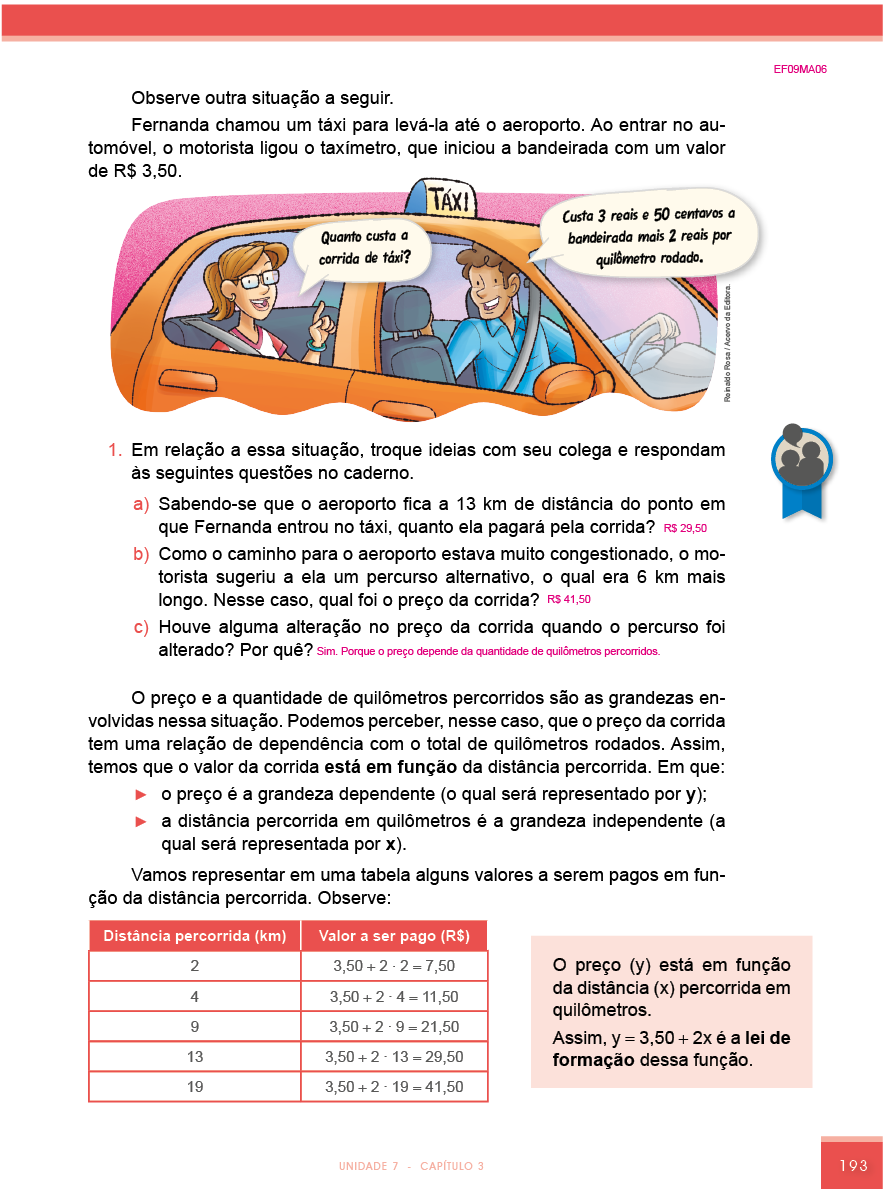 EF09MA06
Observe outra situação a seguir.
Fernanda chamou um táxi para levá-la até o aeroporto. Ao entrar no au-
tomóvel, o motorista ligou o taxímetro, que iniciou a bandeirada com um valor
de R$ 3,50.
TÁXI
Quanto custa a
corrida de táxi?
Custa 3 reais e 50 centavos a
bandeirada mais 2 reais por
quilômetro rodado.
Reinaldo Rosa / Acervo da Editora.
1. Em relação a essa situação, troque ideias com seu colega e respondam
às seguintes questões no caderno.
a) Sabendo-se que o aeroporto fica a 13 km de distância do ponto em
que Fernanda entrou no táxi, quanto ela pagará pela corrida? R$ 29,50
b) Como o caminho para o aeroporto estava muito congestionado, o mo-
torista sugeriu a ela um percurso alternativo, o qual era 6 km mais
longo. Nesse caso, qual foi o preço da corrida? R$ 41,50
c) Houve alguma alteração no preço da corrida quando o percurso foi
alterado? Por quê? Sim. Porque o preço depende da quantidade de quilômetros percorridos.
O preço e a quantidade de quilômetros percorridos são as grandezas en-
volvidas nessa situação. Podemos perceber, nesse caso, que o preço da corrida
tem uma relação de dependência com o total de quilômetros rodados. Assim,
temos que o valor da corrida está em função da distância percorrida. Em que:
► o preço é a grandeza dependente (o qual será representado por y);
► a distância percorrida em quilômetros é a grandeza independente (a
qual será representada por x).
Vamos representar em uma tabela alguns valores a serem pagos em fun-
ção da distância percorrida. Observe:
Distância percorrida (km) Valor a ser pago (R$)
2 3,50 + 2 · 2 = 7,50
4 3,50 + 2 · 4 = 11,50
9 3,50 + 2 · 9 = 21,50
13 3,50 + 2 · 13 = 29,50
19 3,50 + 2 · 19 = 41,50
O preço (y) está em função
da distância (x) percorrida em
quilômetros.
Assim, y = 3,50 + 2x é a lei de
formação dessa função.
UNIDADE 7 - CAPÍTULO 3
193